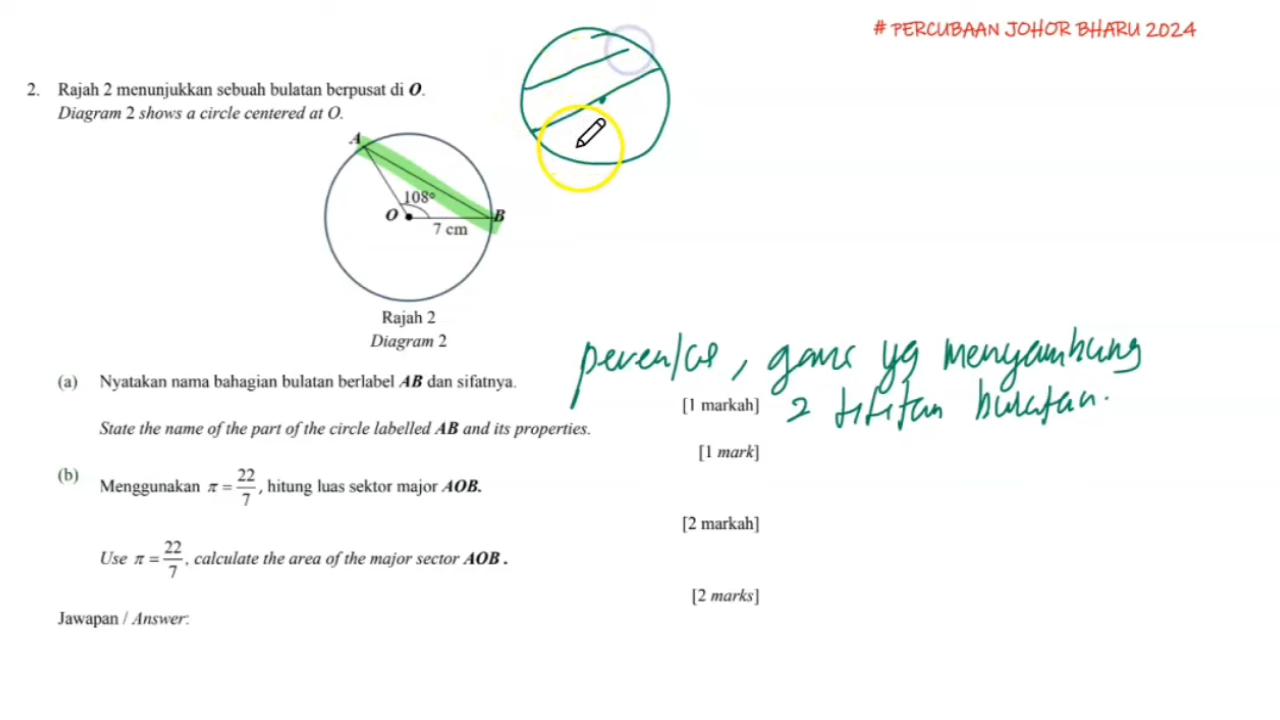 # PERCUBAAN JOHOR BHARU 2024
2. Rajah 2 menunjukkan sebuah bulatan berpusat di O.
Diagram 2 shows a circle centered at O.
A
108°
O
B
7 cm
Rajah 2
Diagram 2
(a) Nyatakan nama bahagian bulatan berlabel AB dan sifatnya.
[1 markah]
State the name of the part of the circle labelled AB and its properties.
[1 mark]
, garis yg menyambung
2 bulatan.
(b) Menggunakan π = 22/7, hitung luas sektor major AOB.
[2 markah]
Use π = 22/7, calculate the area of the major sector AOB .
[2 marks]
Jawapan / Answer: